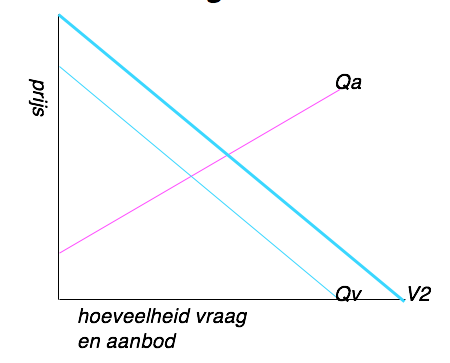 Qa
prijs
Qv
V2
hoeveelheid vraag
en aanbod